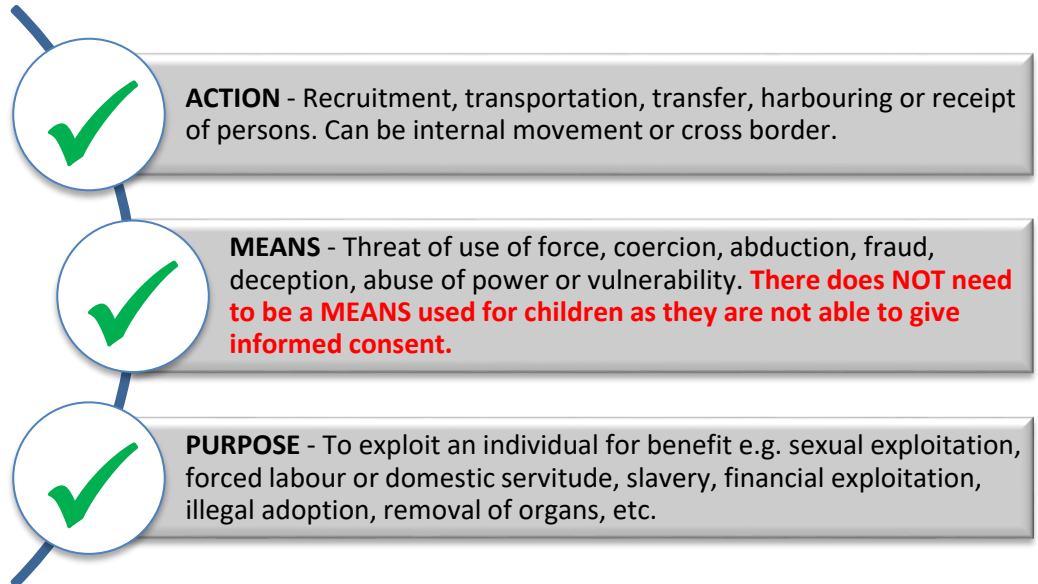 ACTION - Recruitment, transportation, transfer, harbouring or receipt
of persons. Can be internal movement or cross border.
MEANS - Threat of use of force, coercion, abduction, fraud,
deception, abuse of power or vulnerability. There does NOT need
to be a MEANS used for children as they are not able to give
informed consent.
PURPOSE - To exploit an individual for benefit e.g. sexual exploitation,
forced labour or domestic servitude, slavery, financial exploitation,
illegal adoption, removal of organs, etc.